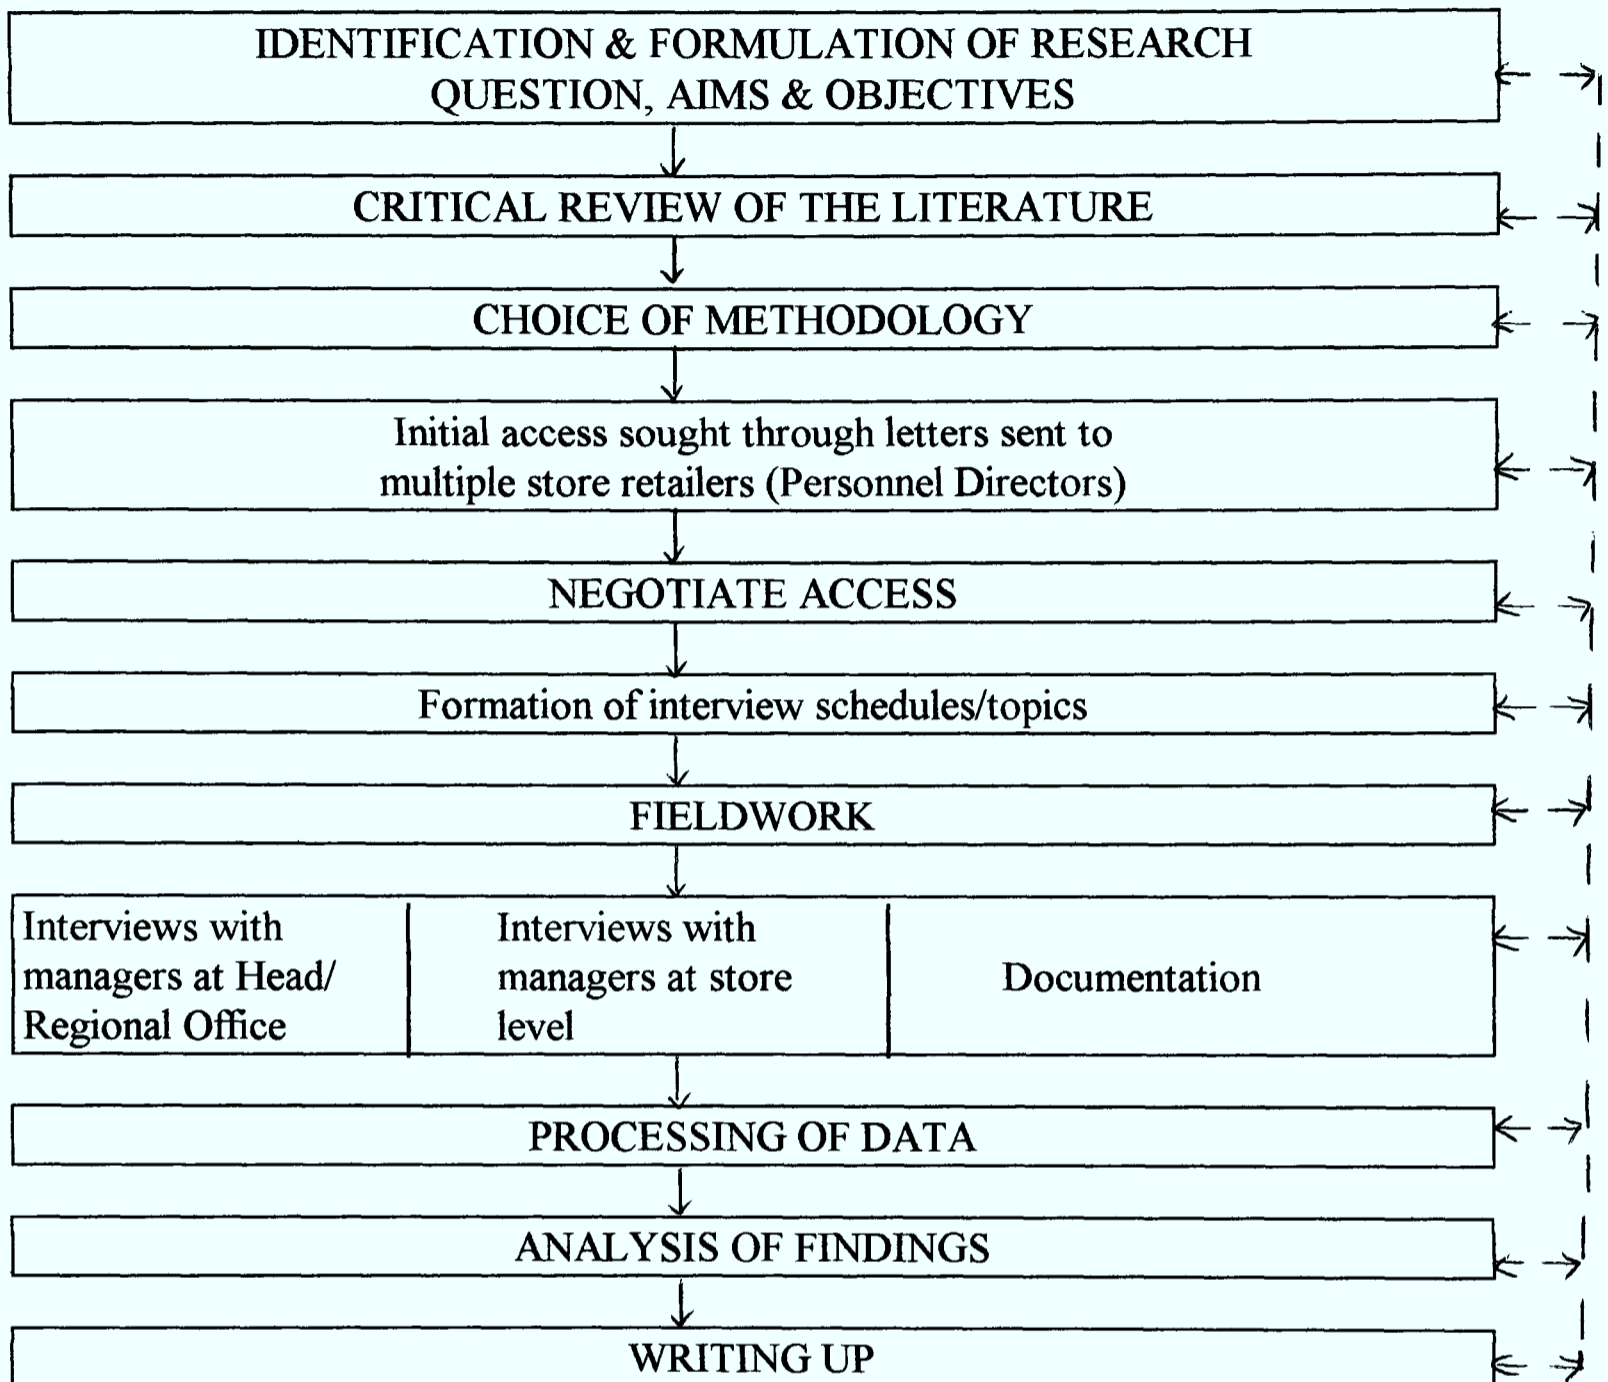 IDENTIFICATION & FORMULATION OF RESEARCH
QUESTION, AIMS & OBJECTIVES
CRITICAL REVIEW OF THE LITERATURE
CHOICE OF METHODOLOGY
Initial access sought through letters sent to
multiple store retailers (Personnel Directors)
NEGOTIATE ACCESS
Formation of interview schedules/topics
FIELDWORK
Interviews with
managers at Head/
Regional Office
Interviews with
managers at store
level
Documentation
PROCESSING OF DATA
ANALYSIS OF FINDINGS
WRITING UP